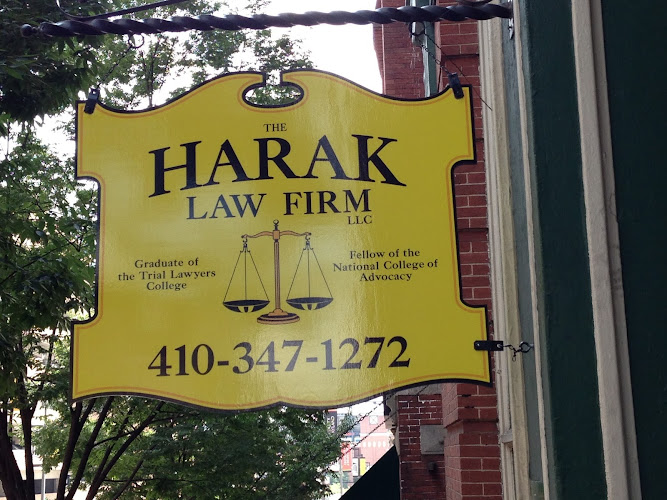 THE
HARAK
LAW FIRM
LLC
Graduate of
the Trial Lawyers
College
Fellow of the
National College of
Advocacy
410-347-1272